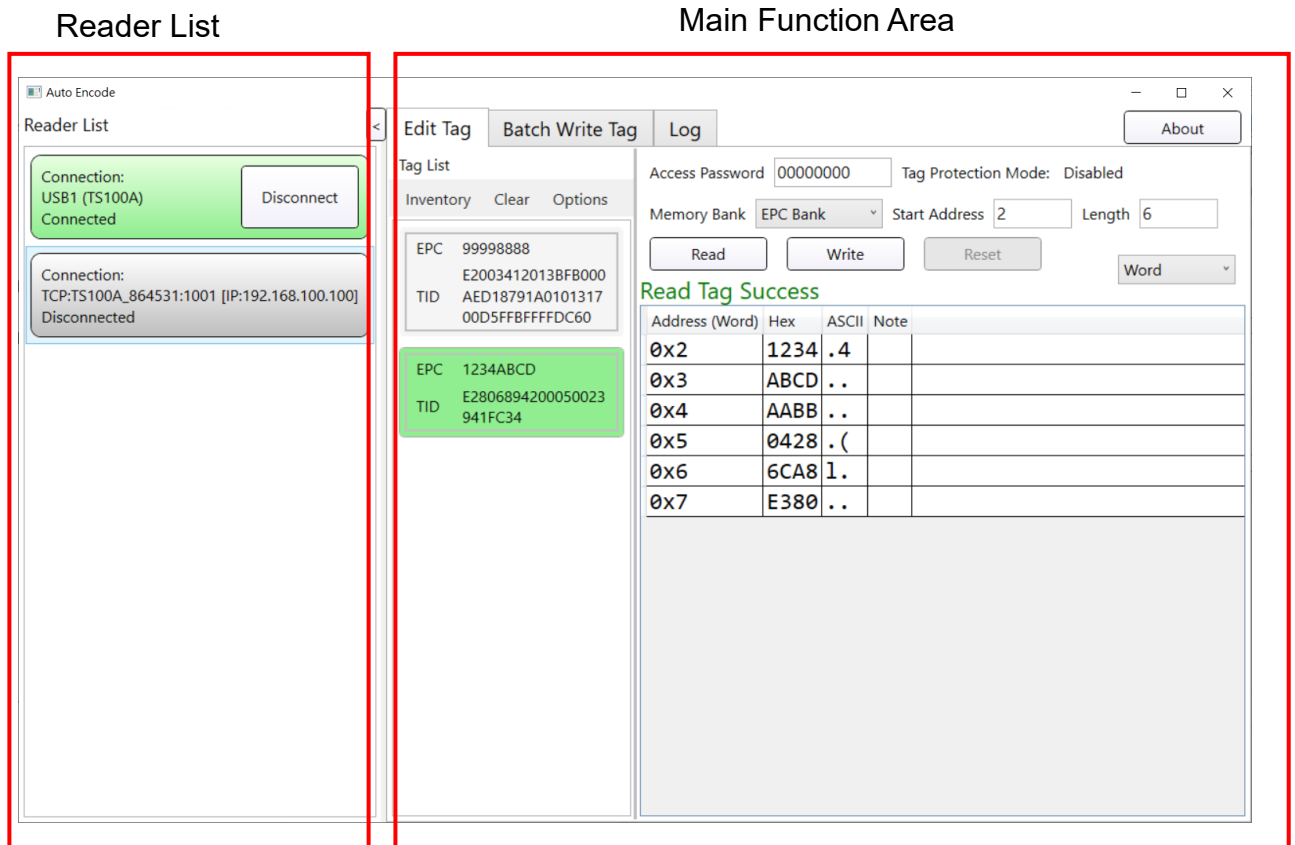 Reader List
Main Function Area
Auto Encode
Reader List
<
Edit Tag
Batch Write Tag
Log
About
Connection:
USB1 (TS100A)
Connected
Disconnect
Connection:
TCP:TS100A_864531:1001 [IP:192.168.100.100]
Disconnected
Tag List
Inventory Clear Options
EPC 99998888
TID E2003412013BFB000
AED18791A0101317
00D5FFBFFFFDC60
EPC 1234ABCD
TID E2806894200050023
941FC34
Access Password 00000000 Tag Protection Mode: Disabled
Memory Bank EPC Bank Start Address 2 Length 6
Read Write Reset
Word
Read Tag Success
Address (Word) Hex ASCII Note
0x2 1234 .4
0x3 ABCD ..
0x4 AABB ..
0x5 0428 .(
0x6 6CA8 l.
0x7 E380 ..